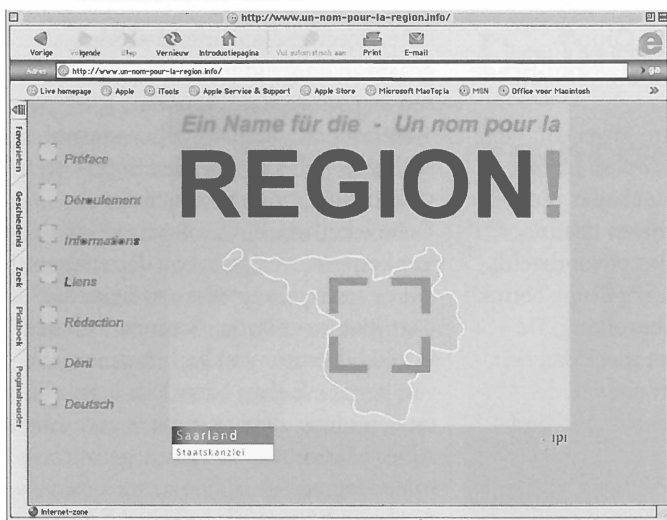 http://www.un-nom-pour-la-region.info/
Vorige Volgende Stop Vernieuw Introductiepagina Vul automatisch aan Print E-mail
Adres http://www.un-nom-pour-la-region.info/ ga
Live homepage Apple iTools Apple Service & Support Apple Store Microsoft MacTopia MSN Office voor Macintosh
Favorieten
Geschiedenis
Zoek
Plakboek
Paginahouder
Ein Name für die - Un nom pour la
REGION!
Préface
Déroulement
Informations
Liens
Rédaction
Déni
Deutsch
Saarland
Staatskanzlei
Internet-zone